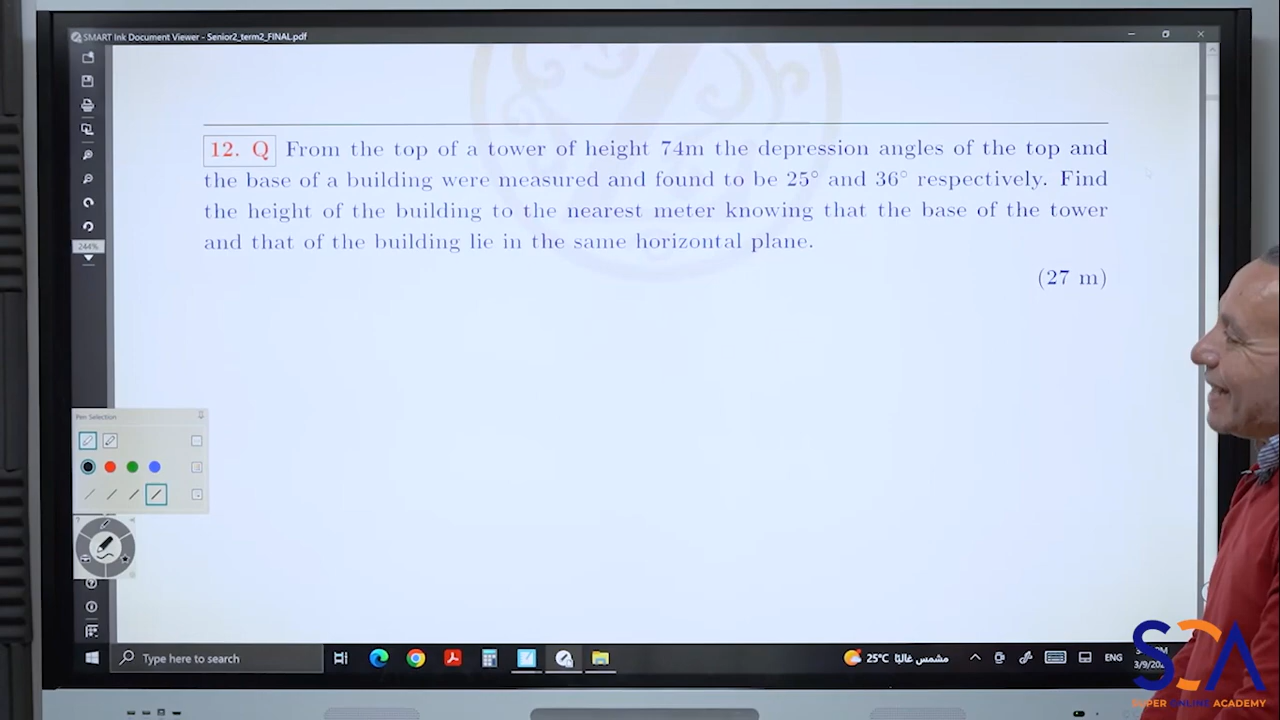 SMART Ink Document Viewer - Senior2_term2_FINAL.pdf
12. Q From the top of a tower of height 74m the depression angles of the top and
the base of a building were measured and found to be 25° and 36° respectively. Find
the height of the building to the nearest meter knowing that the base of the tower
and that of the building lie in the same horizontal plane.
(27 m)
244%
Pen Selection
Type here to search
25°C مشمس غالبًا
ENG
SCA
SUPER ONLINE ACADEMY